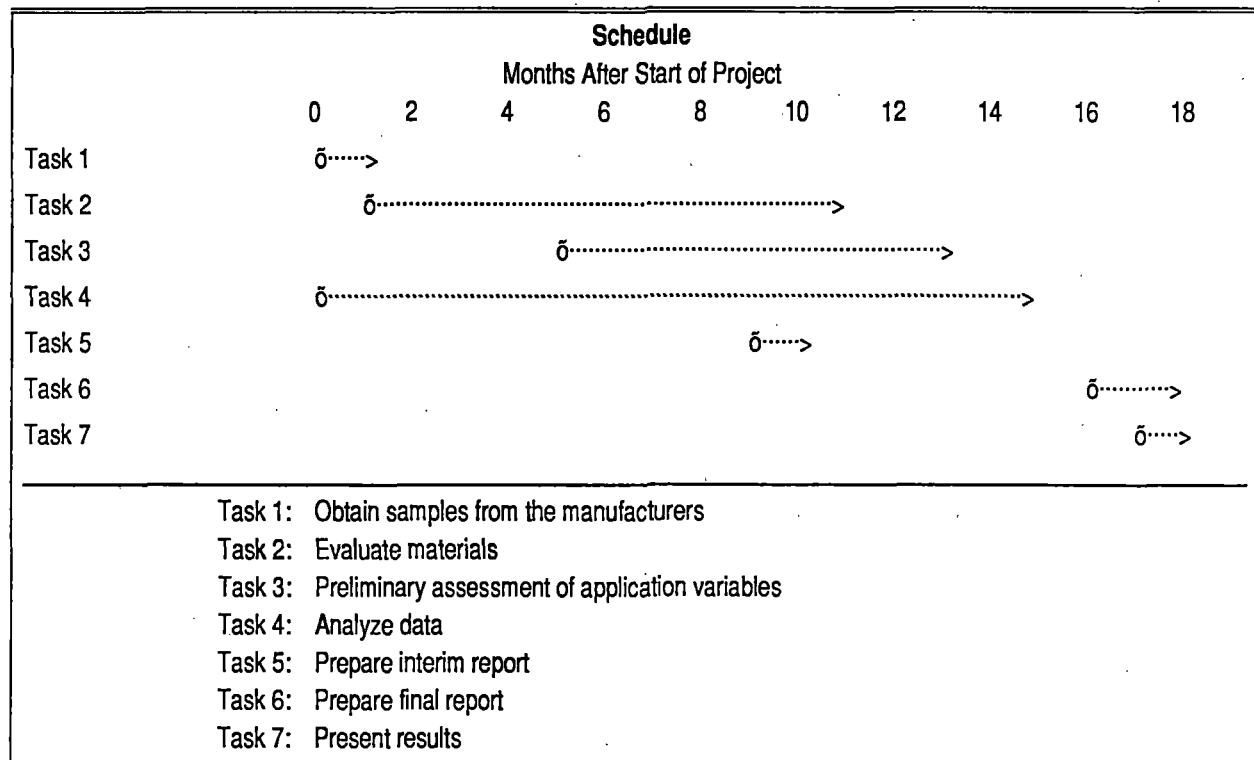 Schedule
Months After Start of Project
0 2 4 6 8 10 12 14 16 18
Task 1 õ······>
Task 2 õ··························································>
Task 3 õ················································>
Task 4 õ························································································>
Task 5 õ······>
Task 6 õ··········>
Task 7 õ·····>
Task 1: Obtain samples from the manufacturers
Task 2: Evaluate materials
Task 3: Preliminary assessment of application variables
Task 4: Analyze data
Task 5: Prepare interim report
Task 6: Prepare final report
Task 7: Present results